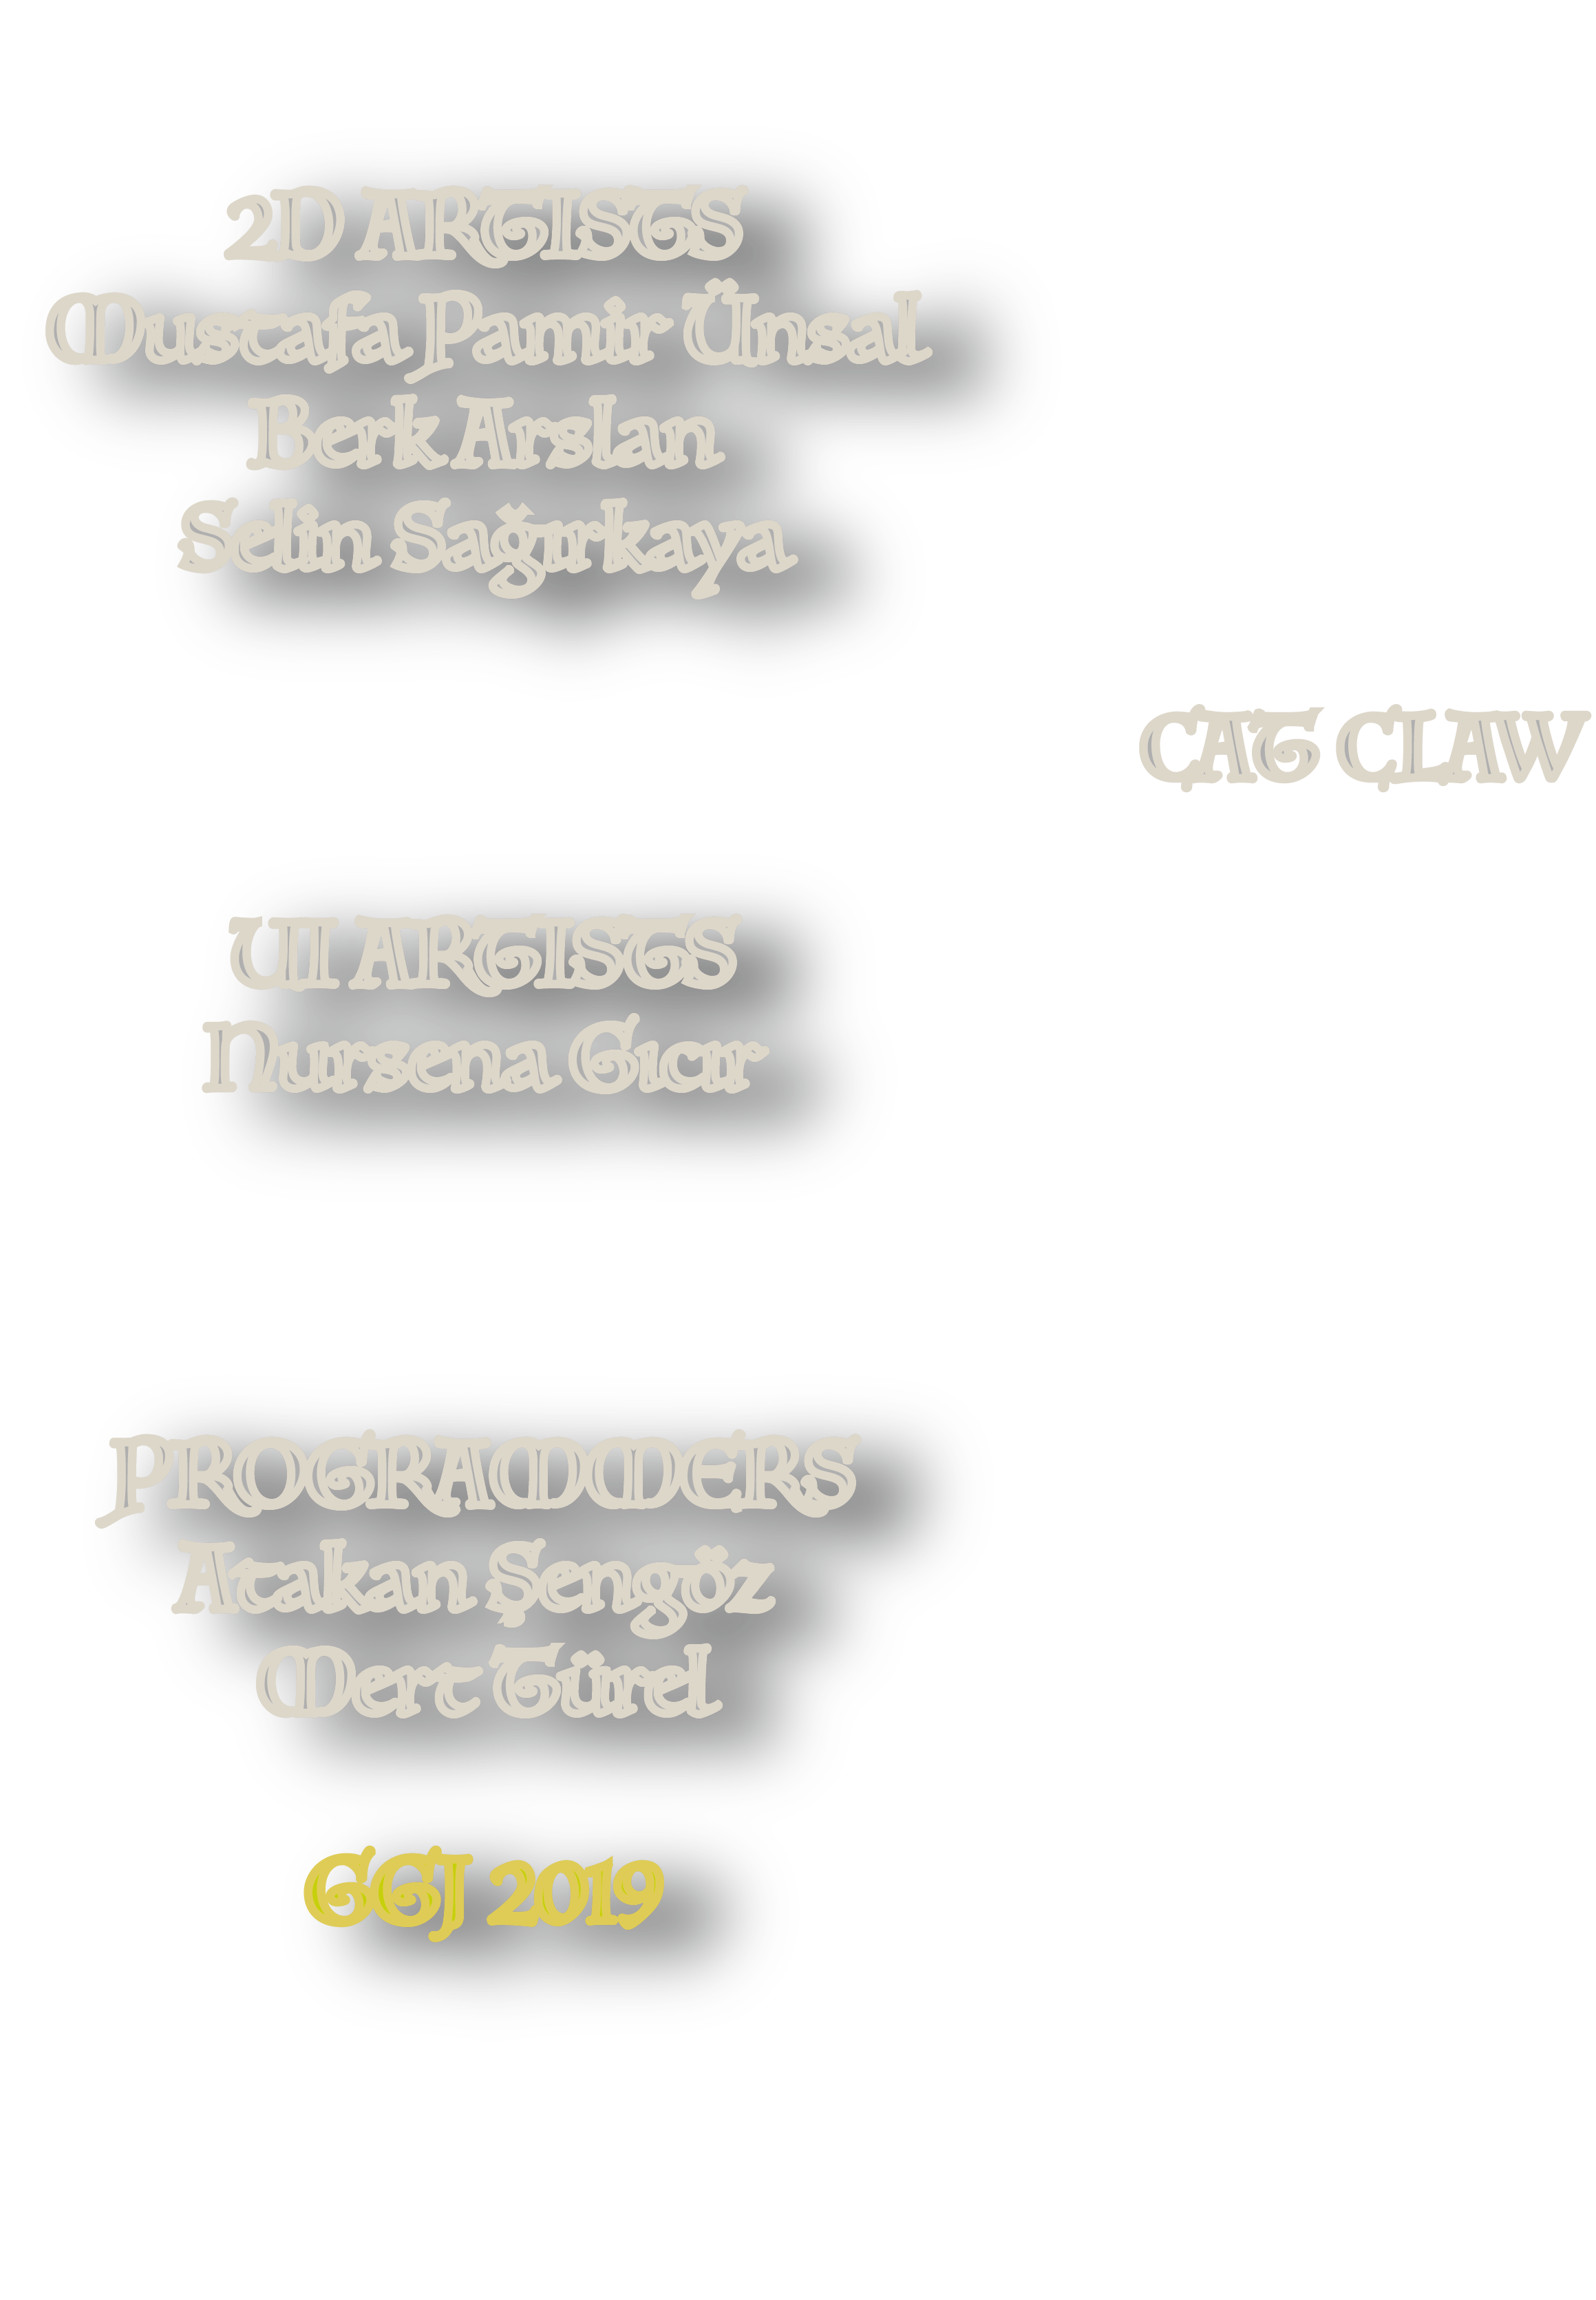 2D ARTISTS
Mustafa Pamir Ünsal
Berk Arslan
Selin Sağırkaya
CAT CLAW
UI ARTISTS
Nursena Gıcır
PROGRAMMERS
Atakan Şengöz
Mert Türel
GGJ 2019